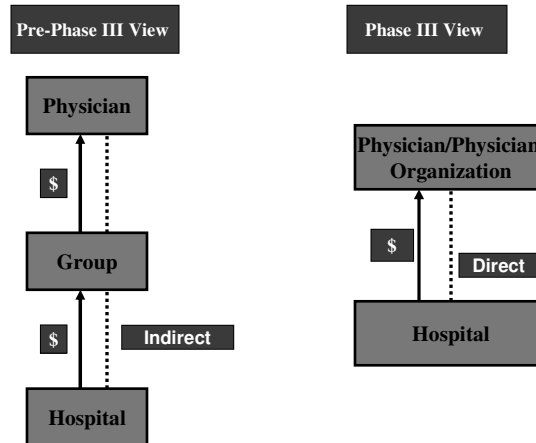 Pre-Phase III View
Physician
$
Group
$
Indirect
Hospital
Phase III View
Physician/Physician
Organization
$
Direct
Hospital